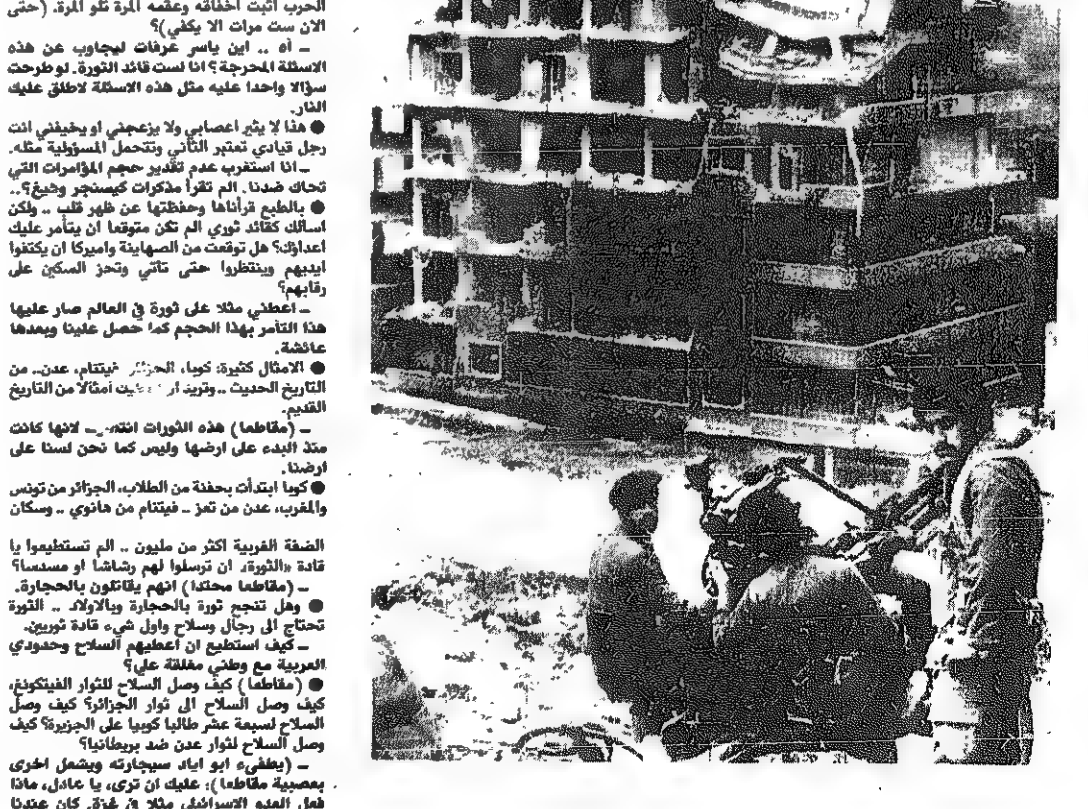 الحرب اثبت اخفاقه وعقمه المرة تلو المرة. (حتى
الان ست مرات الا يكفي)؟
ـ أه .. اين ياسر عرفات ليجاوب عن هذه
الاسئلة المحرجة؟ انا لست قائد الثورة. لو طرحت
سؤالا واحدا عليه مثل هذه الاسئلة لاطلق عليك
النار.
● هذا لا يثير اعصابي ولا يزعجني او يخيفني انت
رجل قيادي تعتبر الثاني وتتحمل المسؤولية مثله.
ـ انا استغرب عدم تقدير حجم المؤامرات التي
تحاك ضدنا. الم تقرأ مذكرات كيسنجر وهيغ؟..
● بالطبع قرأناها وحفظتها عن ظهر قلب .. ولكن
اسألك كقائد ثوري الم تكن متوقعا ان يتأمر عليك
اعداؤك؟ هل توقعت من الصهاينة واميركا ان يكتفوا
ايديهم وينتظروا حتى تأتي وتحز السكين على
رقابهم؟
ـ اعطني مثلا على ثورة في العالم صار عليها
هذا التأمر بهذا الحجم كما حصل علينا وبعدها
عائشة.
● الامثال كثيرة: كوبا، الجزائر فيتنام، عدن.. من
التاريخ الحديث .. وتريد امثالا من التاريخ
القديم.
ـ (مقاطعا) هذه الثورات لانها كانت
منذ البدء على ارضها وليس كما نحن لسنا على
ارضنا.
● كوبا ابتدأت بحفنة من الطلاب، الجزائر من تونس
والمغرب، عدن من تعز ـ فيتنام من هانوي .. وسكان
الضفة الغربية اكثر من مليون .. الم تستطيعوا يا
قادة «الثورة» ان ترسلوا لهم رشاشا او مسدسا؟
ـ (مقاطعا محتدا) انهم يقاتلون بالحجارة.
● وهل تنجح ثورة بالحجارة وبالاولاد .. الثورة
تحتاج الى رجال وسلاح واول شيء قادة ثوريين.
ـ كيف استطيع ان اعطيهم السلاح وحدودي
العربية مع وطني مغلقة علي؟
● (مقاطعا) كيف وصل السلاح للثوار الفيتكونغ،
كيف وصل السلاح الى ثوار الجزائر؟ كيف وصل
السلاح لسبعة عشر طالبا كوبيا على الجزيرة؟ كيف
وصل السلاح لثوار عدن ضد بريطانيا؟
ـ (يطفىء ابو اياد سيجارته ويشعل اخرى
بعصبية مقاطعا): عليك ان ترى، يا عادل، ماذا
فعل العدو الاسرائيلي مثلا في غزة. كان عندنا